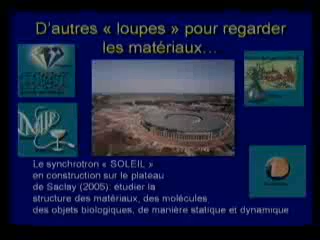 D'autres « loupes » pour regarder
les matériaux…
Le synchrotron « SOLEIL »
en construction sur le plateau
de Saclay (2005): etudier la
structure des matériaux, des molécules
des objets biologiques, de manière statique et dynamique